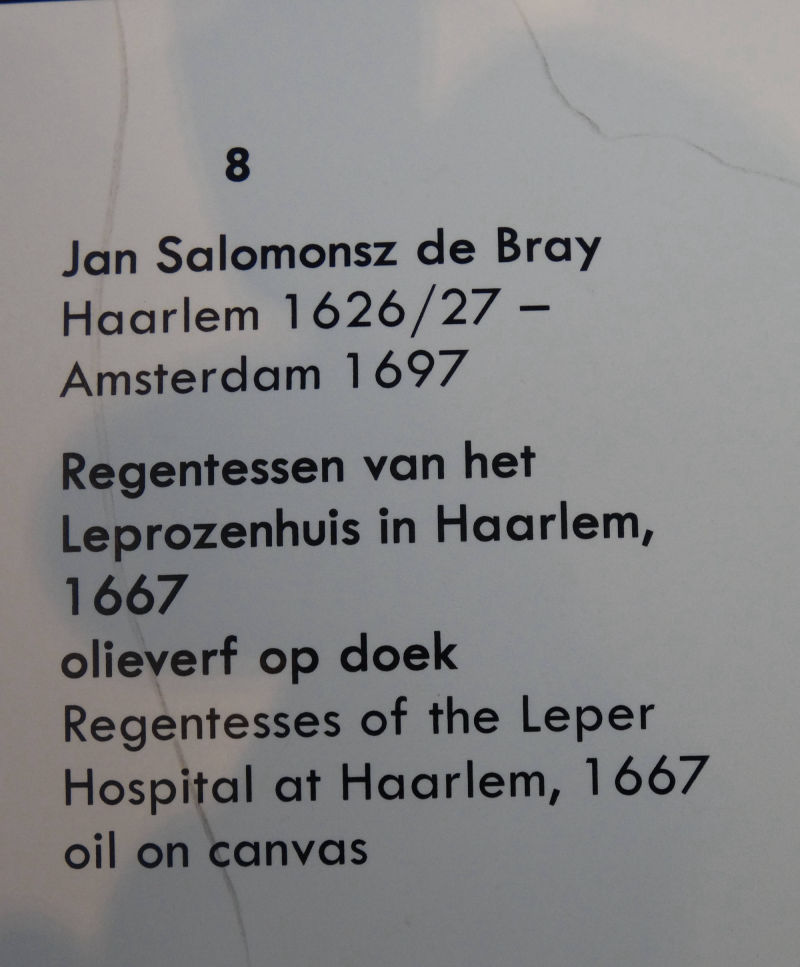 8
Jan Salomonsz de Bray
Haarlem 1626/27 –
Amsterdam 1697
Regentessen van het
Leprozenhuis in Haarlem,
1667
olieverf op doek
Regentesses of the Leper
Hospital at Haarlem, 1667
oil on canvas